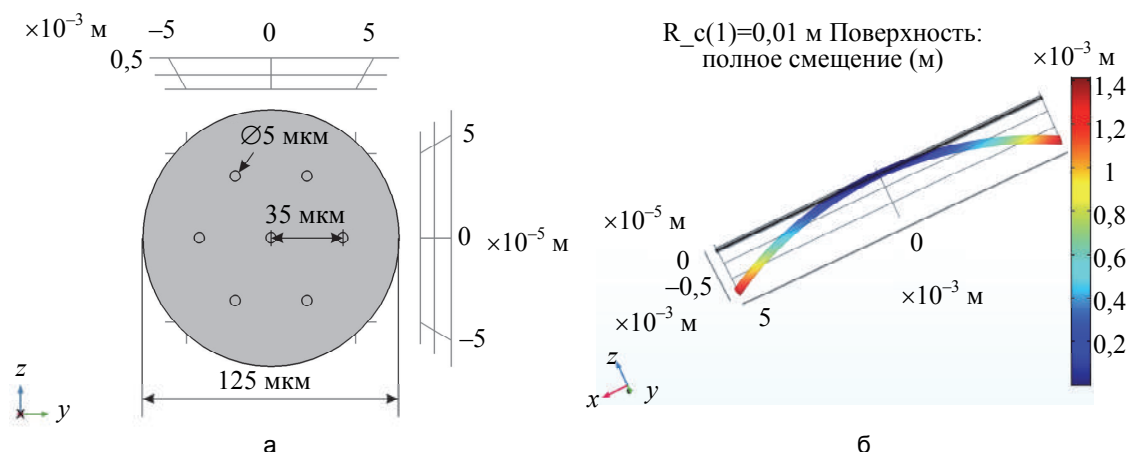 ×10⁻³ м −5 0 5
0,5
∅5 мкм
35 мкм
5
0 ×10⁻⁵ м
−5
125 мкм
z
x y
а
R_c(1)=0,01 м Поверхность:
полное смещение (м)
×10⁻³ м
1,4
1,2
1
0,8
0,6
0,4
0,2
×10⁻⁵ м
0
−0,5
×10⁻³ м
5
0
×10⁻³ м
z
x y
б